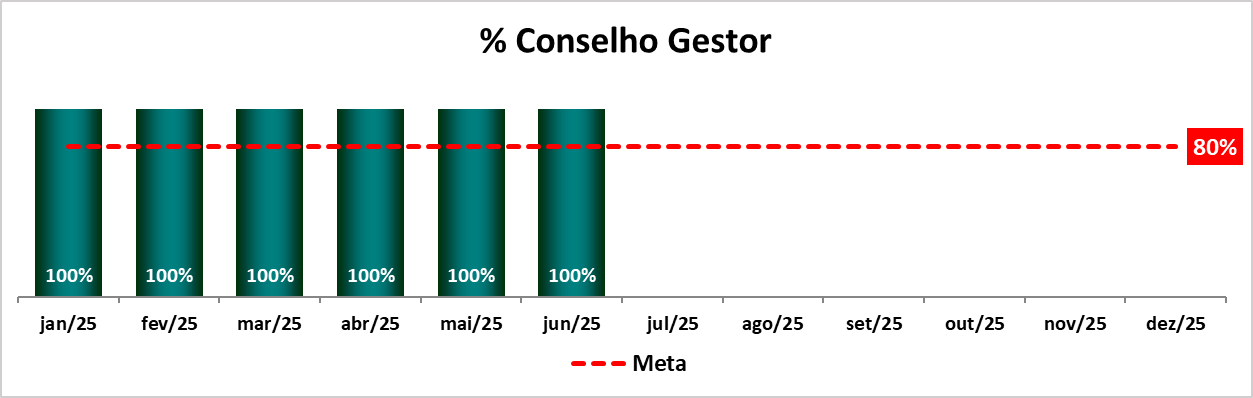 % Conselho Gestor
80%
100% 100% 100% 100% 100% 100%
jan/25 fev/25 mar/25 abr/25 mai/25 jun/25 jul/25 ago/25 set/25 out/25 nov/25 dez/25
Meta